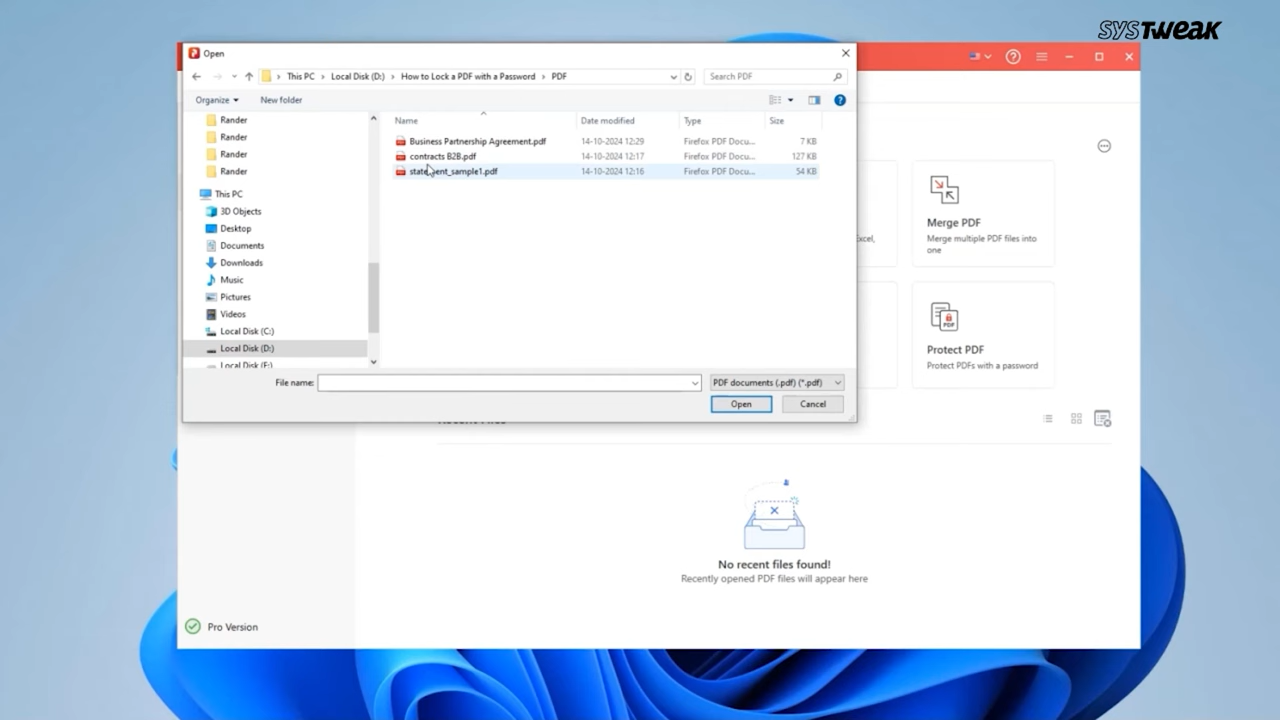 SYSTWEAK
Open
This PC > Local Disk (D:) > How to Lock a PDF with a Password > PDF
Search PDF
Organize
New folder
Rander
Rander
Rander
Rander
This PC
3D Objects
Desktop
Documents
Downloads
Music
Pictures
Videos
Local Disk (C:)
Local Disk (D:)
Name Date modified Type Size
Business Partnership Agreement.pdf 14-10-2024 12:29 Firefox PDF Docu... 7 KB
contracts B2B.pdf 14-10-2024 12:17 Firefox PDF Docu... 127 KB
statement_sample1.pdf 14-10-2024 12:16 Firefox PDF Docu... 54 KB
File name:
PDF documents (.pdf) (*.pdf)
Open
Cancel
Excel,
Merge PDF
Merge multiple PDF files into
one
PDF
Protect PDF
Protect PDFs with a password
No recent files found!
Recently opened PDF files will appear here
Pro Version